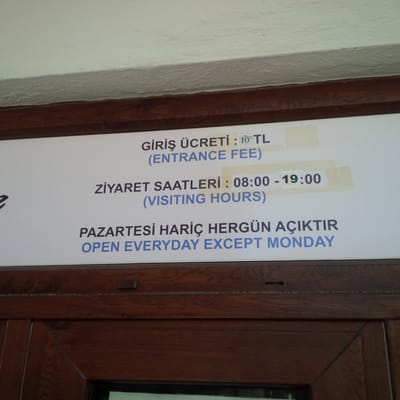 GİRİŞ ÜCRETİ : 10 TL
(ENTRANCE FEE)
ZİYARET SAATLERİ : 08:00 - 19:00
(VISITING HOURS)
PAZARTESİ HARİÇ HERGÜN AÇIKTIR
OPEN EVERYDAY EXCEPT MONDAY